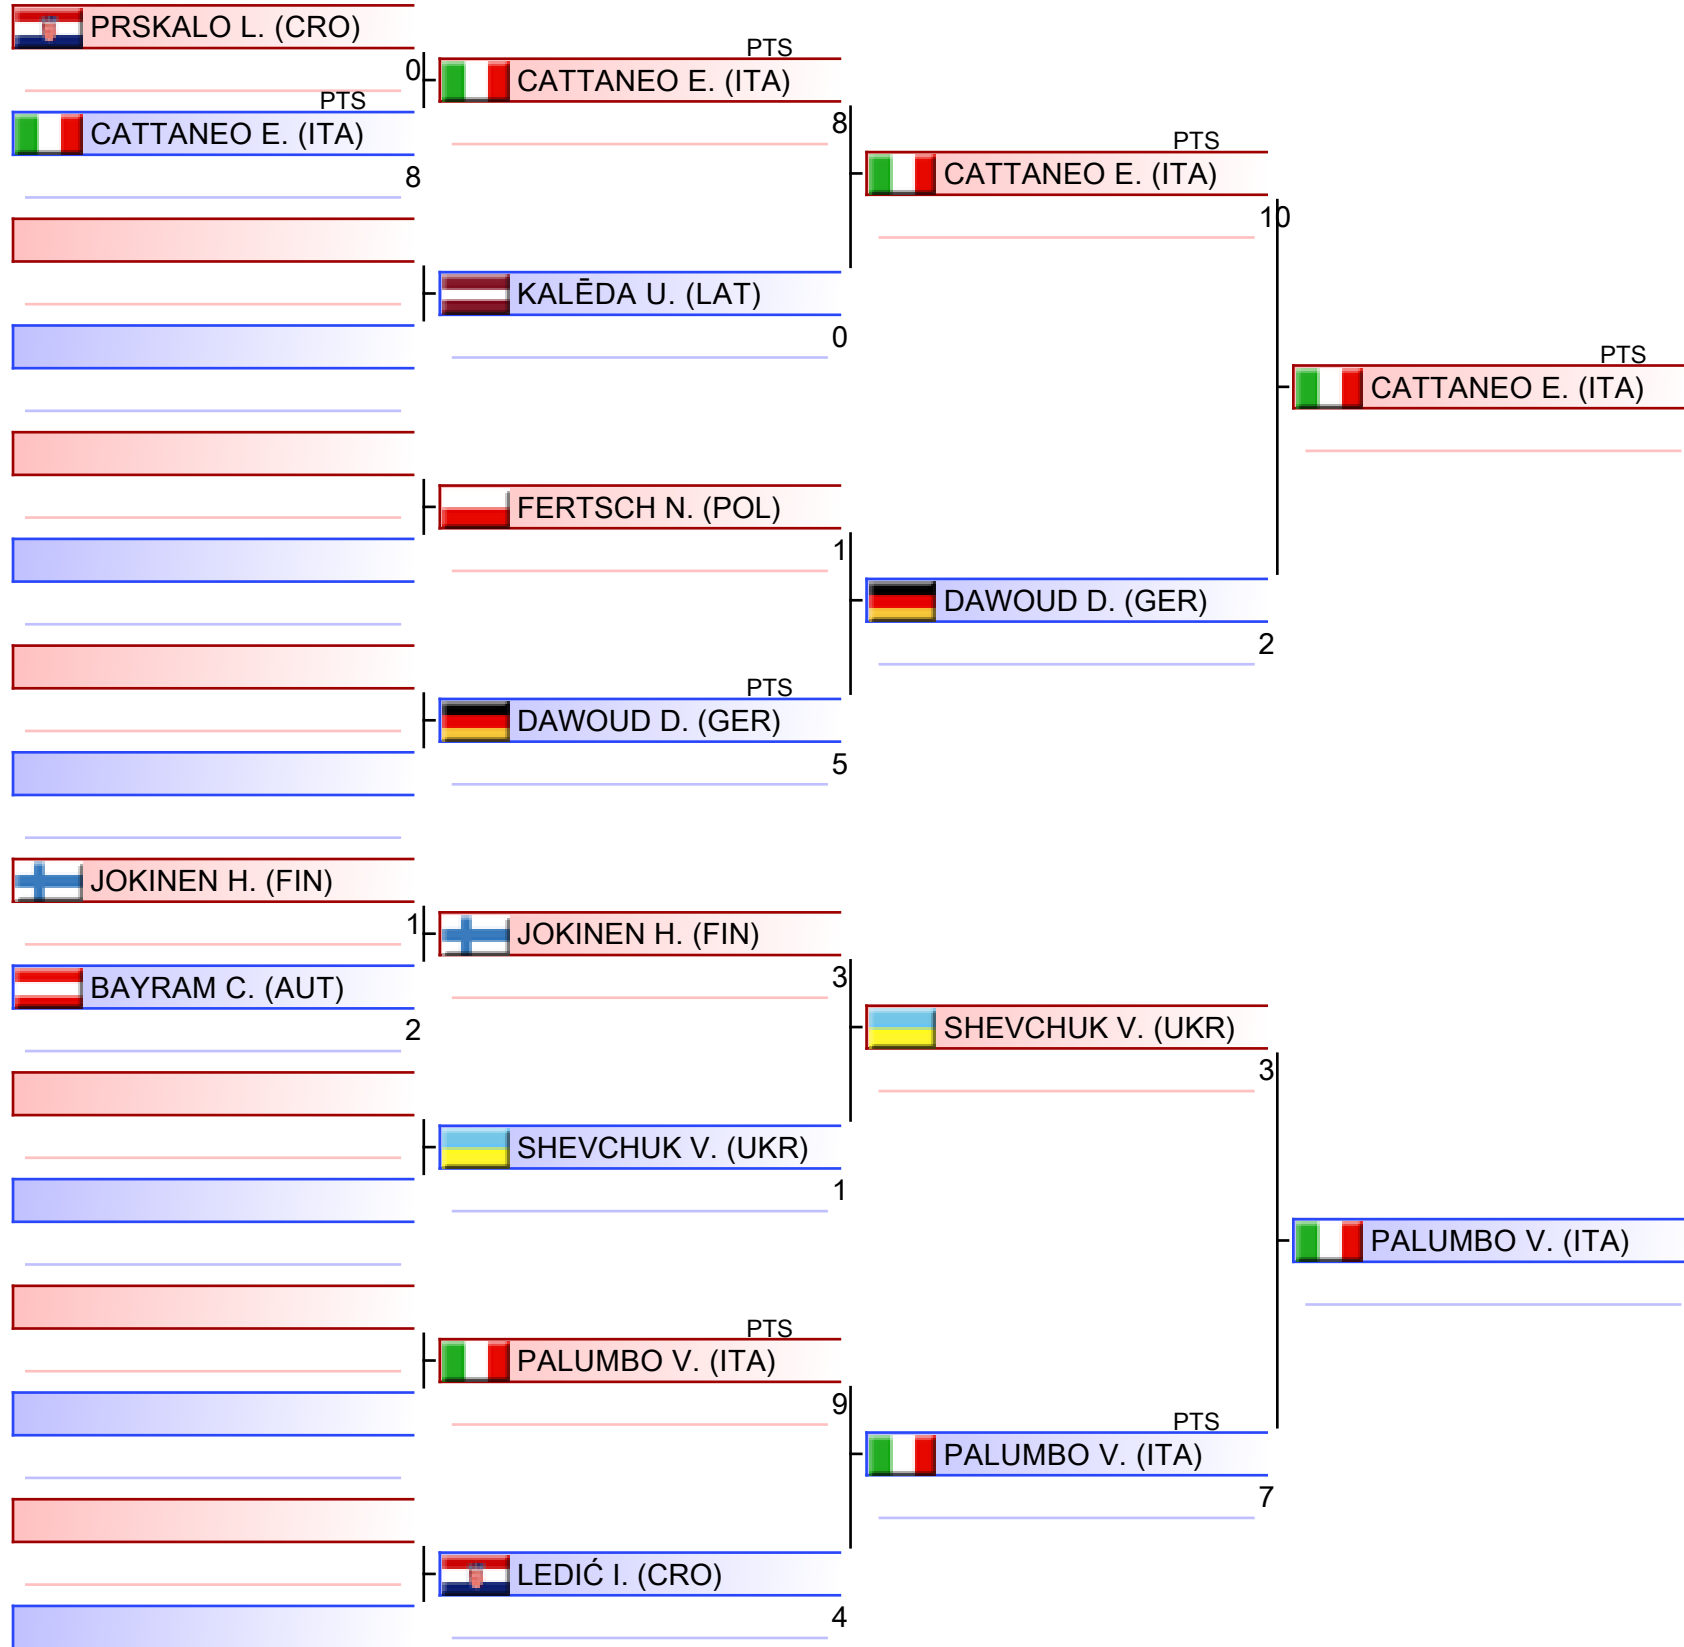 PRSKALO L. (CRO)
0
PTS
CATTANEO E. (ITA)
8
JOKINEN H. (FIN)
1
BAYRAM C. (AUT)
2
PTS
CATTANEO E. (ITA)
8
KALĒDA U. (LAT)
0
FERTSCH N. (POL)
1
PTS
DAWOUD D. (GER)
5
JOKINEN H. (FIN)
3
SHEVCHUK V. (UKR)
1
PTS
PALUMBO V. (ITA)
9
LEDIĆ I. (CRO)
4
PTS
CATTANEO E. (ITA)
10
DAWOUD D. (GER)
2
SHEVCHUK V. (UKR)
3
PTS
PALUMBO V. (ITA)
7
PTS
CATTANEO E. (ITA)
PALUMBO V. (ITA)